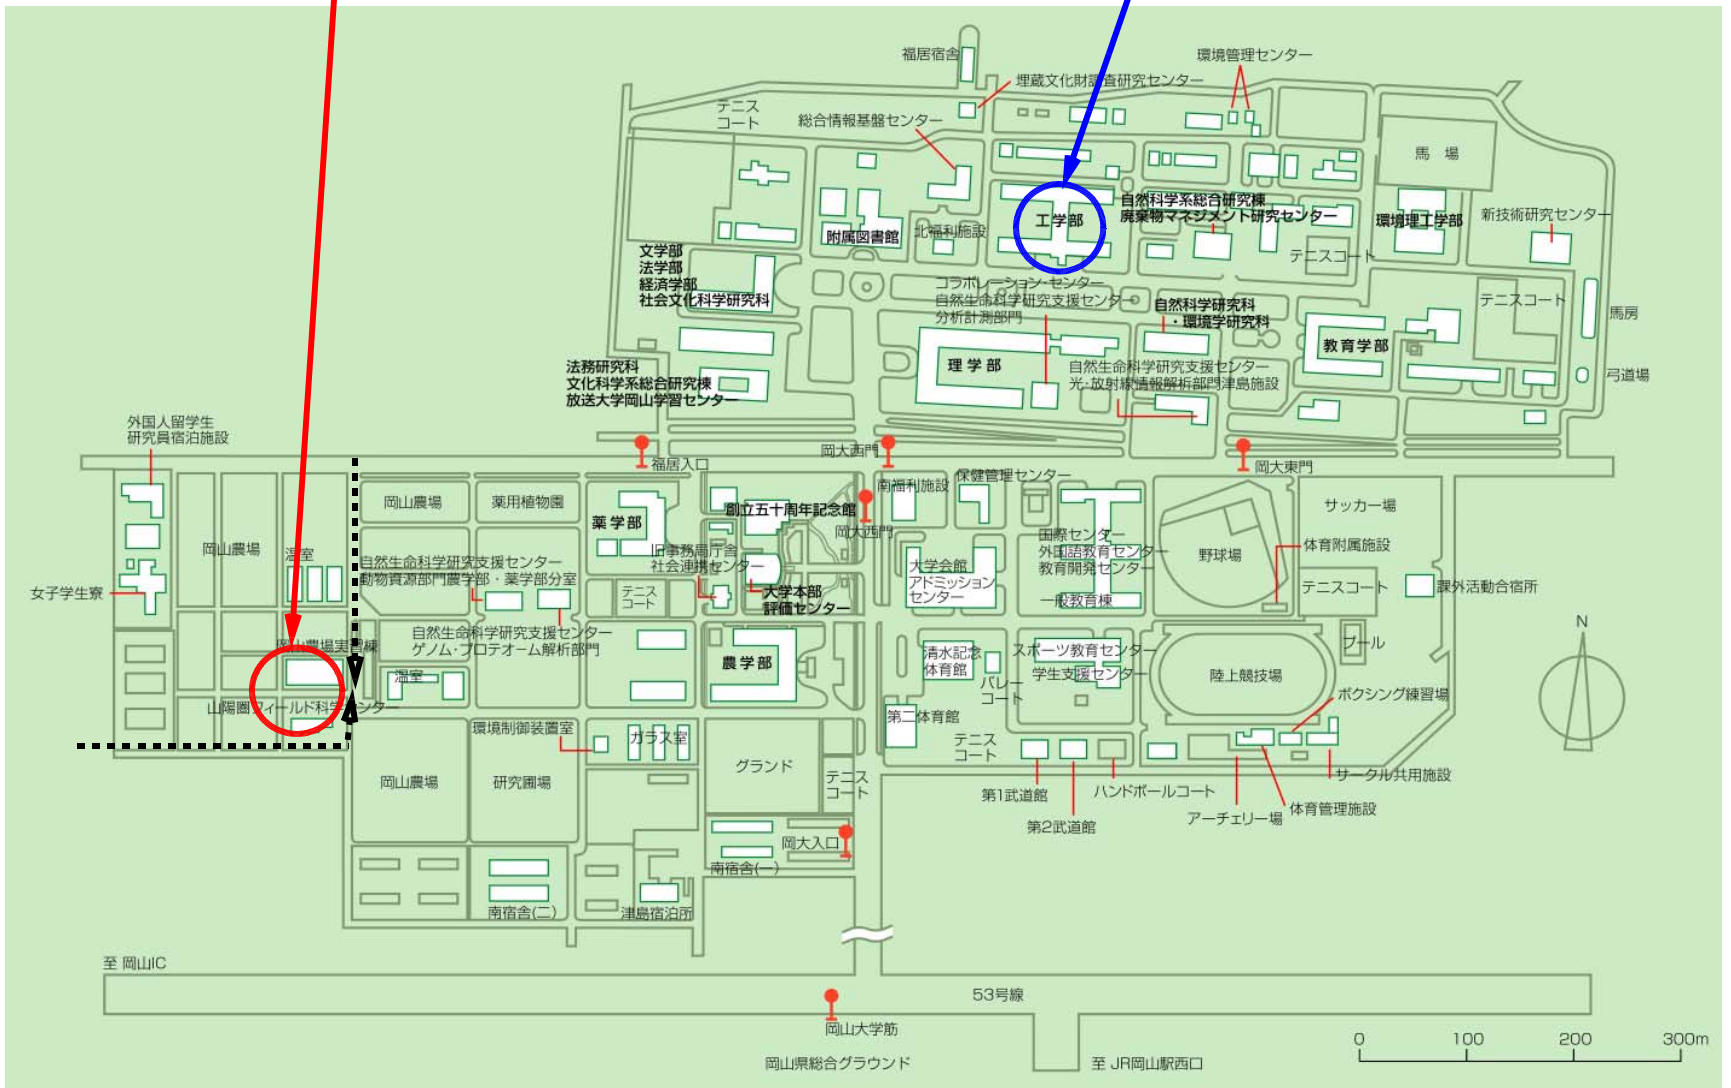 福居宿舎
環境管理センター
埋蔵文化財調査研究センター
テニス
コート
総合情報基盤センター
馬 場
工学部
自然科学系総合研究棟
廃棄物マネジメント研究センター
環境理工学部
新技術研究センター
附属図書館
北福利施設
テニスコート
文学部
法学部
経済学部
社会文化科学研究科
コラボレーション・センター
自然生命科学研究支援センター
分析計測部門
自然科学研究科
・環境学研究科
テニスコート
馬房
教育学部
理学部
法務研究科
文化科学系総合研究棟
放送大学岡山学習センター
自然生命科学研究支援センター
光・放射線情報解析部門津島施設
弓道場
外国人留学生
研究員宿泊施設
福居入口
岡大西門
岡大東門
岡山農場
薬用植物園
薬学部
創立五十周年記念館
岡大西門
南福利施設
保健管理センター
サッカー場
岡山農場
温室
自然生命科学研究支援センター
動物資源部門農学部・薬学部分室
旧事務局庁舎
社会連携センター
大学会館
アドミッション
センター
国際センター
外国語教育センター
教育開発センター
一般教育棟
野球場
体育附属施設
テニスコート
課外活動合宿所
女子学生寮
テニス
コート
大学本部
評価センター
自然生命科学研究支援センター
ゲノム・プロテオーム解析部門
岡山農場実習棟
温室
農学部
清水記念
体育館
バレー
コート
スポーツ教育センター
学生支援センター
陸上競技場
プール
N
山陽圏フィールド科学センター
環境制御装置室
ガラス室
第二体育館
テニス
コート
ボクシング練習場
岡山農場
研究圃場
グランド
テニス
コート
第1武道館
第2武道館
ハンドボールコート
アーチェリー場
体育管理施設
サークル共用施設
岡大入口
南宿舎(一)
南宿舎(二)
津島宿泊所
至 岡山IC
53号線
岡山大学筋
岡山県総合グラウンド
至 JR岡山駅西口
0 100 200 300m